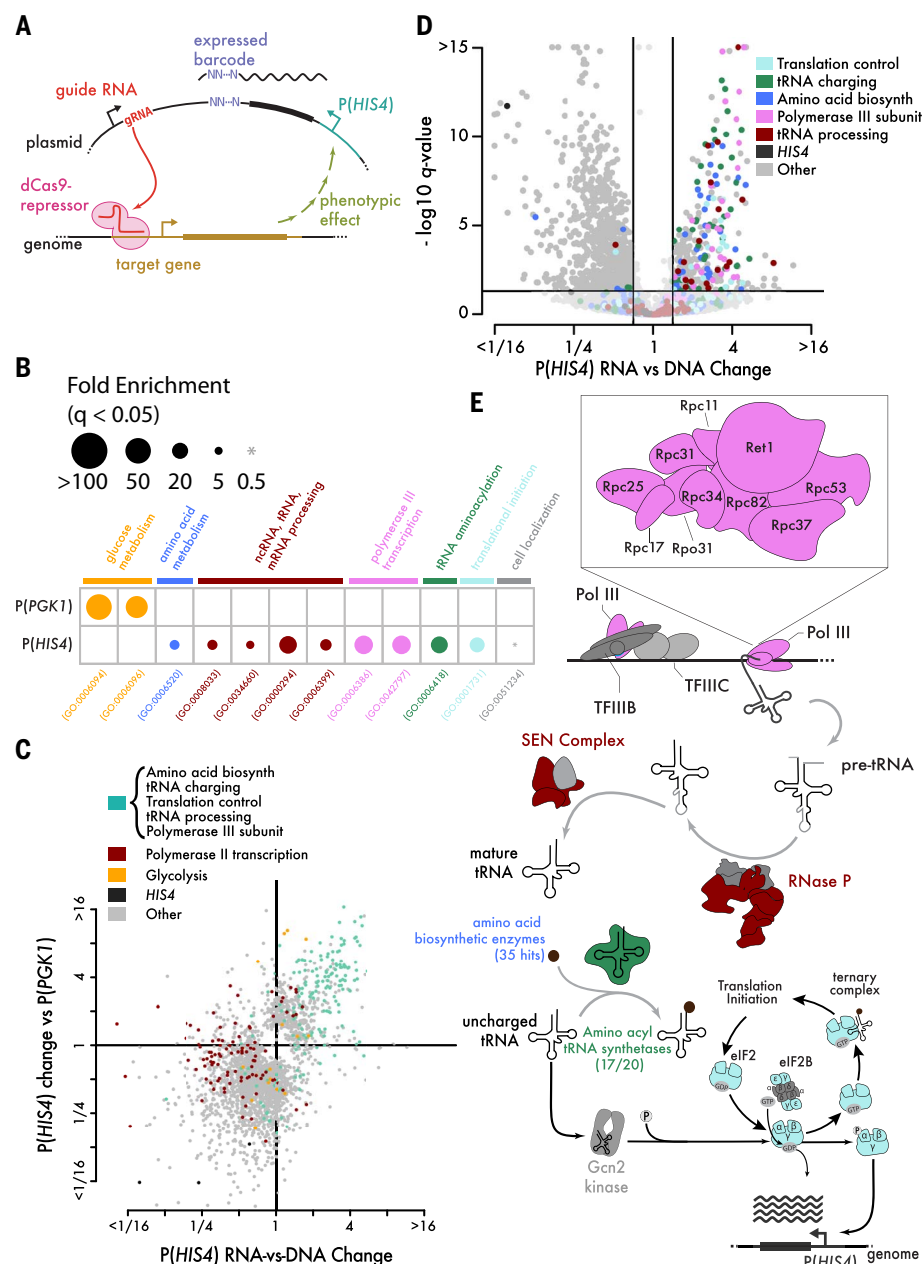 A
expressed
barcode
NN···N
guide RNA
NN···N
P(HIS4)
gRNA
plasmid
dCas9-
repressor
phenotypic
effect
genome
target gene
B
Fold Enrichment
(q < 0.05)
*
>100 50 20 5 0.5
glucose
metabolism
amino acid
metabolism
ncRNA, tRNA,
mRNA processing
polymerase III
transcription
tRNA aminoacylation
translational initiation
cell localization
P(PGK1)
P(HIS4)
*
(GO:0006094)
(GO:0006096)
(GO:0006520)
(GO:0008033)
(GO:0034660)
(GO:0000294)
(GO:0006399)
(GO:0006386)
(GO:0042797)
(GO:0006418)
(GO:0001731)
(GO:0051234)
C
Amino acid biosynth
tRNA charging
Translation control
tRNA processing
Polymerase III subunit
Polymerase II transcription
Glycolysis
HIS4
Other
P(HIS4) change vs P(PGK1)
>16
4
1
1/4
<1/16
<1/16 1/4 1 4 >16
P(HIS4) RNA-vs-DNA Change
D
- log10 q-value
>15
10
5
0
<1/16 1/4 1 4 >16
P(HIS4) RNA vs DNA Change
Translation control
tRNA charging
Amino acid biosynth
Polymerase III subunit
tRNA processing
HIS4
Other
E
Rpc11
Ret1
Rpc31
Rpc25
Rpc34
Rpc82
Rpc53
Rpc37
Rpc17
Rpo31
Pol III
Pol III
TFIIIC
TFIIIB
SEN Complex
pre-tRNA
mature
tRNA
RNase P
amino acid
biosynthetic enzymes
(35 hits)
Translation
Initiation
ternary
complex
uncharged
tRNA
Amino acyl
tRNA synthetases
(17/20)
GTP
eIF2
GDP
eIF2B
ε γ
α β δ δ β α
γ ε
GTP
GTP
P
α β
γ
GDP
P
α β
γ
Gcn2
kinase
genome
P(HIS4)